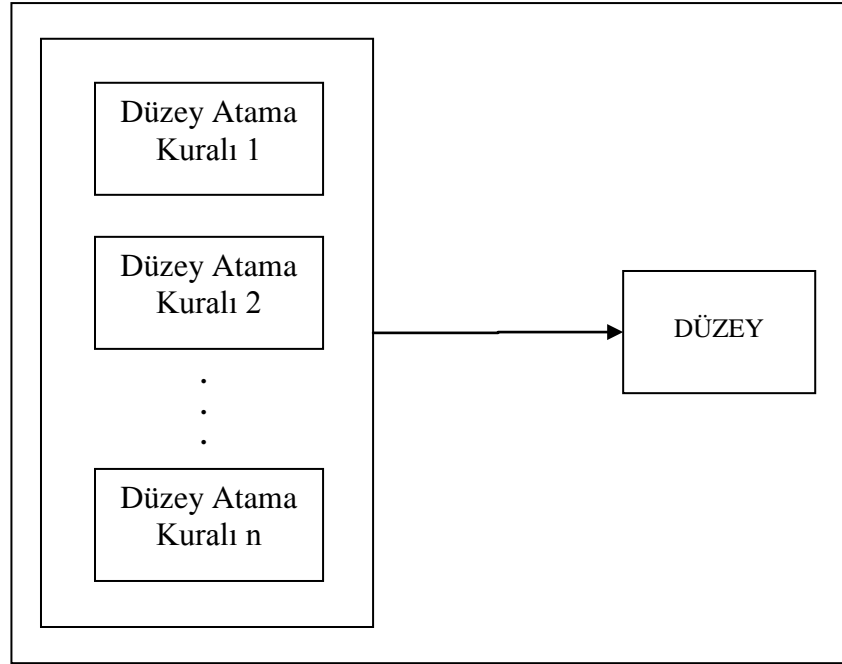 Düzey Atama
Kuralı 1
Düzey Atama
Kuralı 2
.
.
.
Düzey Atama
Kuralı n
DÜZEY